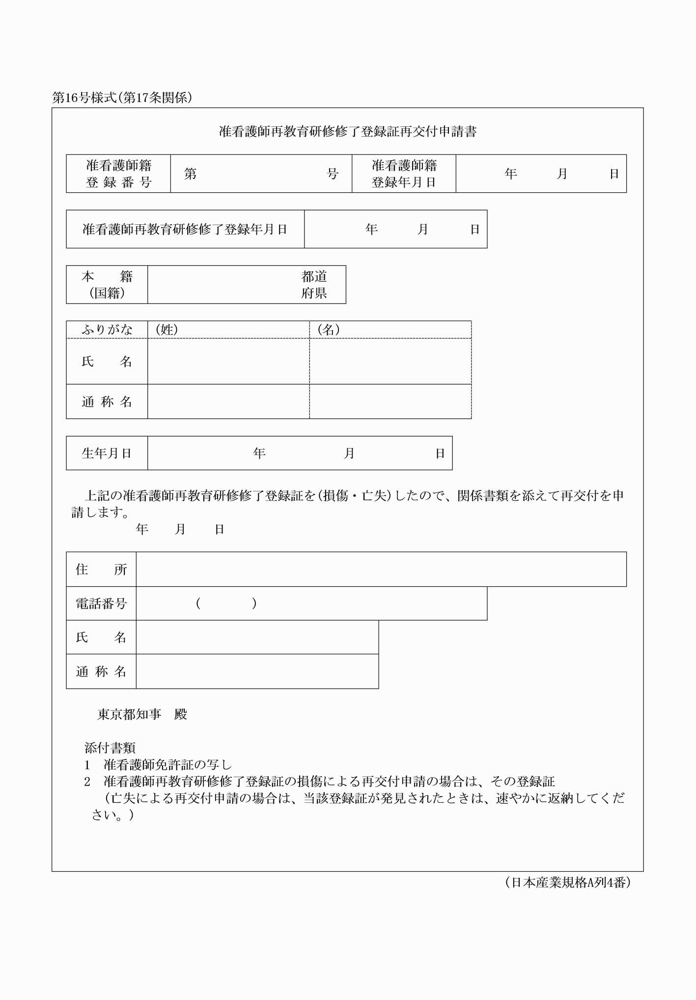 第16号様式(第17条関係)
准看護師再教育研修修了登録証再交付申請書
准看護師籍
登録番号
第 号
准看護師籍
登録年月日
年 月 日
准看護師再教育研修修了登録年月日 年 月 日
本 籍
(国籍)
都道
府県
ふりがな (姓) (名)
氏 名
通称名
生年月日 年 月 日
上記の准看護師再教育研修修了登録証を(損傷・亡失)したので、関係書類を添えて再交付を申
請します。
年 月 日
住 所
電話番号 ( )
氏 名
通称名
東京都知事 殿
添付書類
1 准看護師免許証の写し
2 准看護師再教育研修修了登録証の損傷による再交付申請の場合は、その登録証
(亡失による再交付申請の場合は、当該登録証が発見されたときは、速やかに返納してくだ
さい。)
(日本産業規格A列4番)